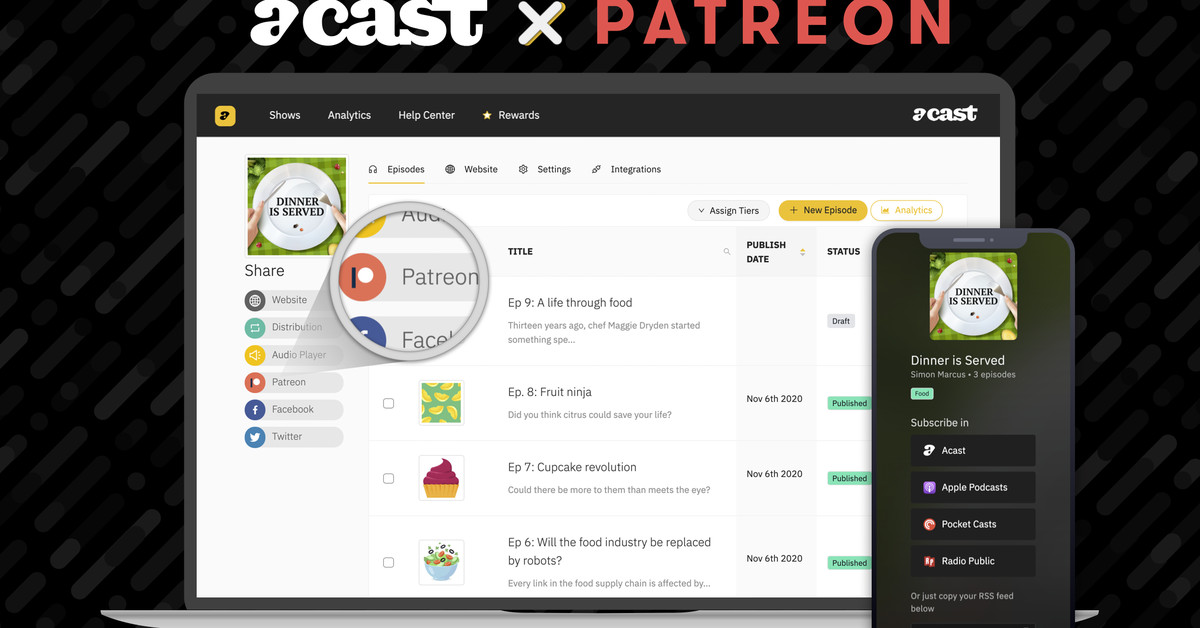 acast × PATREON
Shows Analytics Help Center Rewards
acast
DINNER
IS SERVED
Share
Website
Distribution
Audio Player
Patreon
Facebook
Twitter
Aud
Patreon
Face
Episodes Website Settings Integrations
Assign Tiers + New Episode Analytics
TITLE
PUBLISH
DATE
STATUS
Ep 9: A life through food
Thirteen years ago, chef Maggie Dryden started
something spe...
Draft
Ep. 8: Fruit ninja
Did you think citrus could save your life?
Nov 6th 2020
Published
Ep 7: Cupcake revolution
Could there be more to them than meets the eye?
Nov 6th 2020
Published
Ep 6: Will the food industry be replaced
by robots?
Every link in the food supply chain is affected by...
Nov 6th 2020
Published
DINNER
IS SERVED
Dinner is Served
Simon Marcus • 3 episodes
Food
Subscribe in
Acast
Apple Podcasts
Pocket Casts
Radio Public
Or just copy your RSS feed
below